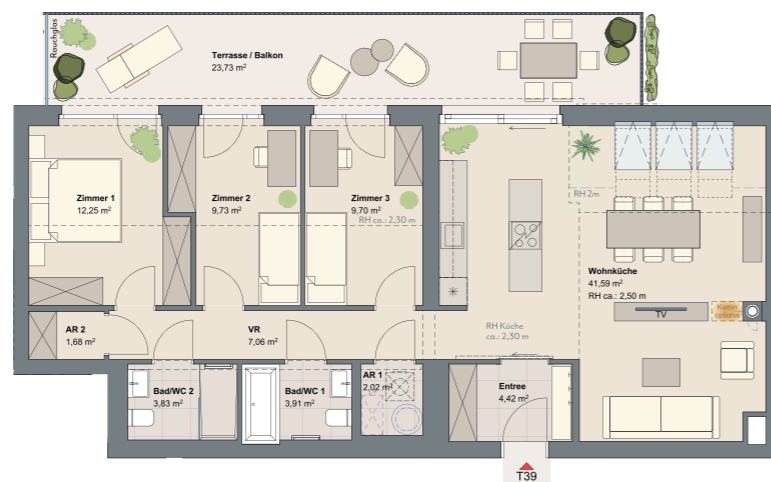 Rauchglas
Terrasse / Balkon
23,73 m²
Zimmer 1
12,25 m²
Zimmer 2
9,73 m²
Zimmer 3
9,70 m²
RH ca.: 2,30 m
RH 2m
Wohnküche
41,59 m²
RH ca.: 2,50 m
TV
Kamin
optional
AR 2
1,68 m²
VR
7,06 m²
RH Küche
ca.: 2,30 m
Bad/WC 2
3,83 m²
Bad/WC 1
3,91 m²
AR 1
2,02 m²
Entree
4,42 m²
T39